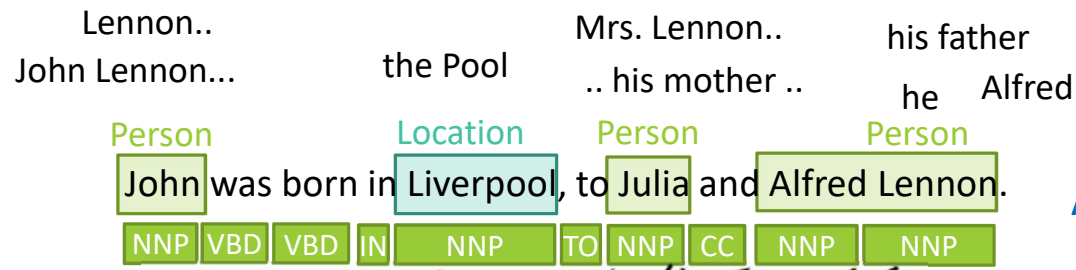 Lennon..
John Lennon...
the Pool
Mrs. Lennon..
.. his mother ..
his father
he
Alfred
Person Location Person Person
John was born in Liverpool, to Julia and Alfred Lennon.
NNP VBD VBD IN NNP TO NNP CC NNP NNP